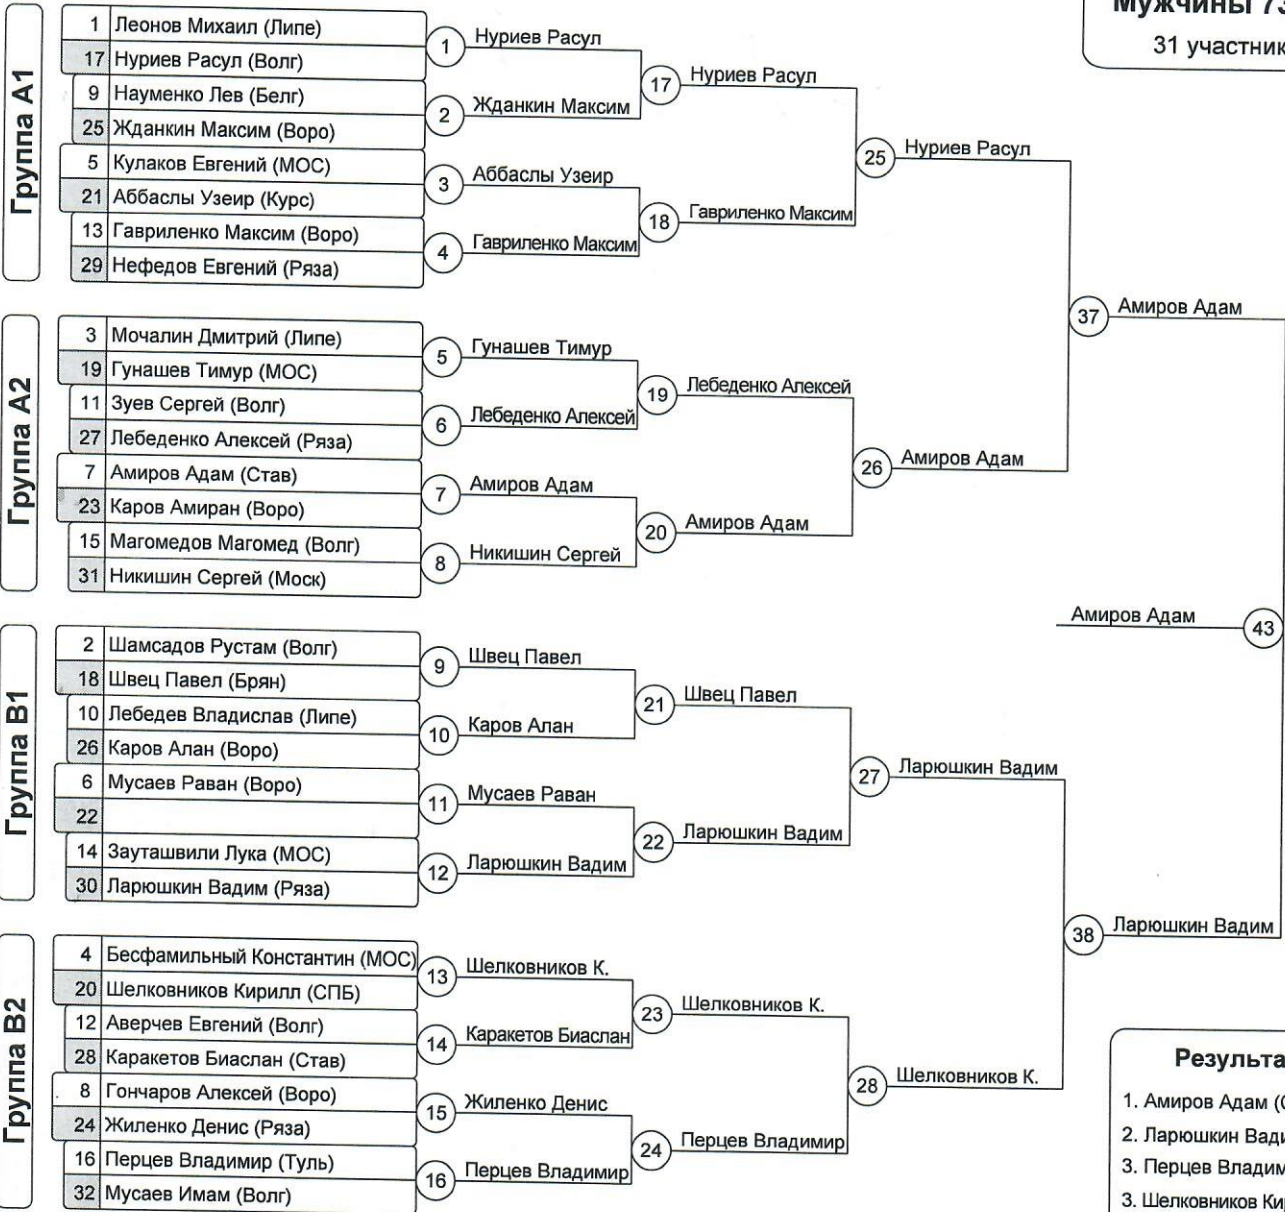 Мужчины 73
31 участник
Группа A1
1 Леонов Михаил (Липе)
17 Нуриев Расул (Волг)
9 Науменко Лев (Белг)
25 Жданкин Максим (Воро)
5 Кулаков Евгений (МОС)
21 Аббаслы Узеир (Курс)
13 Гавриленко Максим (Воро)
29 Нефедов Евгений (Ряза)
1 Нуриев Расул
2 Жданкин Максим
3 Аббаслы Узеир
4 Гавриленко Максим
17 Нуриев Расул
18 Гавриленко Максим
25 Нуриев Расул
Группа A2
3 Мочалин Дмитрий (Липе)
19 Гунашев Тимур (МОС)
11 Зуев Сергей (Волг)
27 Лебеденко Алексей (Ряза)
7 Амиров Адам (Став)
23 Каров Амиран (Воро)
15 Магомедов Магомед (Волг)
31 Никишин Сергей (Моск)
5 Гунашев Тимур
6 Лебеденко Алексей
7 Амиров Адам
8 Никишин Сергей
19 Лебеденко Алексей
20 Амиров Адам
26 Амиров Адам
37 Амиров Адам
Амиров Адам 43
Группа B1
2 Шамсадов Рустам (Волг)
18 Швец Павел (Брян)
10 Лебедев Владислав (Липе)
26 Каров Алан (Воро)
6 Мусаев Раван (Воро)
22
14 Зауташвили Лука (МОС)
30 Ларюшкин Вадим (Ряза)
9 Швец Павел
10 Каров Алан
11 Мусаев Раван
12 Ларюшкин Вадим
21 Швец Павел
22 Ларюшкин Вадим
27 Ларюшкин Вадим
Группа B2
4 Бесфамильный Константин (МОС)
20 Шелковников Кирилл (СПБ)
12 Аверчев Евгений (Волг)
28 Каракетов Биаслан (Став)
8 Гончаров Алексей (Воро)
24 Жиленко Денис (Ряза)
16 Перцев Владимир (Туль)
32 Мусаев Имам (Волг)
13 Шелковников К.
14 Каракетов Биаслан
15 Жиленко Денис
16 Перцев Владимир
23 Шелковников К.
24 Перцев Владимир
28 Шелковников К.
38 Ларюшкин Вадим
Результа
1. Амиров Адам (
2. Ларюшкин Вади
3. Перцев Владим
3. Шелковников Ки